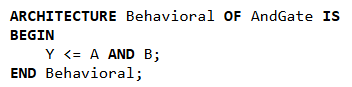 ARCHITECTURE Behavioral OF AndGate IS
BEGIN
    Y <= A AND B;
END Behavioral;